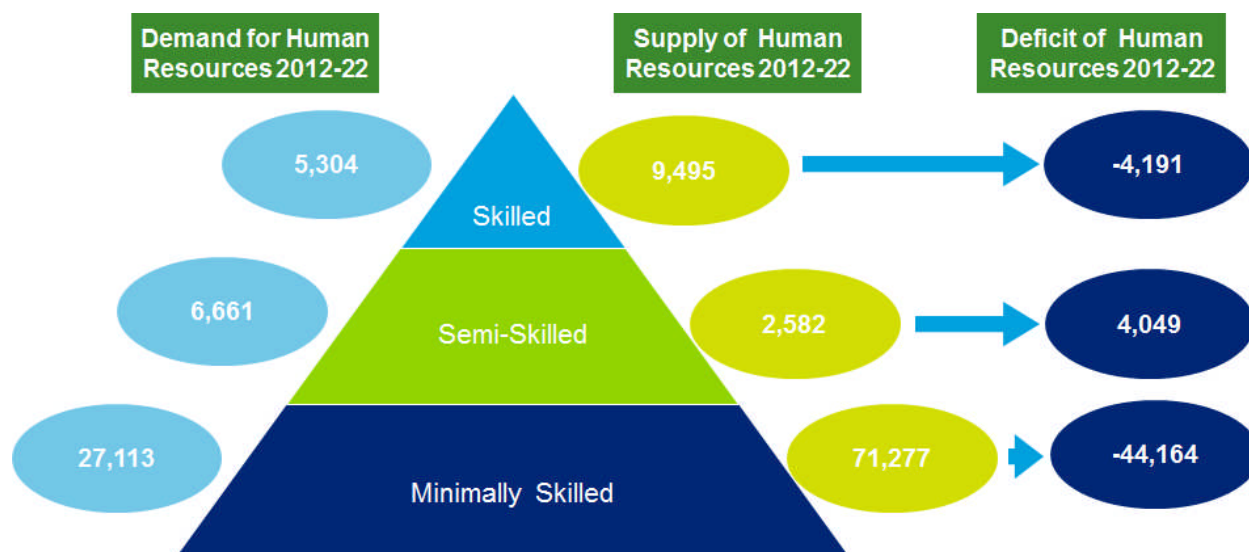 Demand for Human
Resources 2012-22
Supply of Human
Resources 2012-22
Deficit of Human
Resources 2012-22
5,304
Skilled
9,495
-4,191
6,661
Semi-Skilled
2,582
4,049
27,113
Minimally Skilled
71,277
-44,164